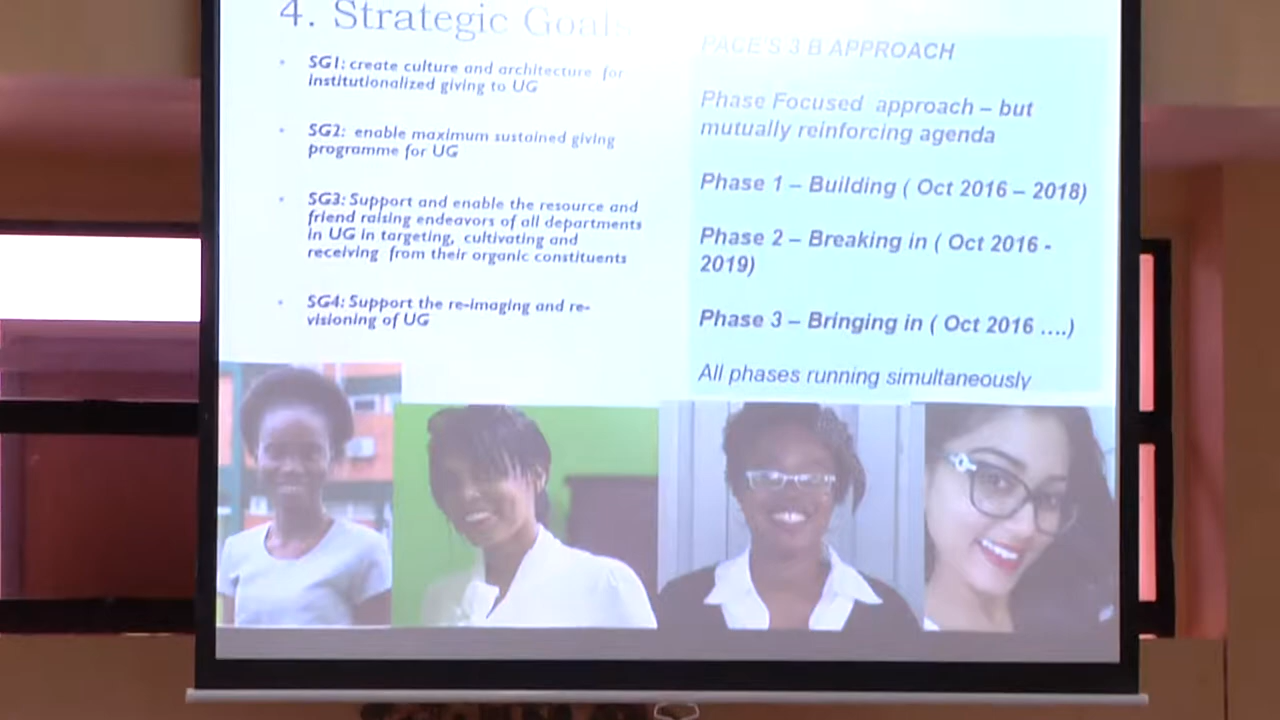 4. Strategic Goals
SG1: create culture and architecture for
institutionalized giving to UG
SG2: enable maximum sustained giving
programme for UG
SG3: Support and enable the resource and
friend raising endeavors of all departments
in UG in targeting, cultivating and
receiving from their organic constituents
SG4: Support the re-imaging and re-
visioning of UG
PACE'S 3 B APPROACH
Phase Focused approach – but
mutually reinforcing agenda
Phase 1 – Building ( Oct 2016 – 2018)
Phase 2 – Breaking in ( Oct 2016 -
2019)
Phase 3 – Bringing in ( Oct 2016 ....)
All phases running simultaneously